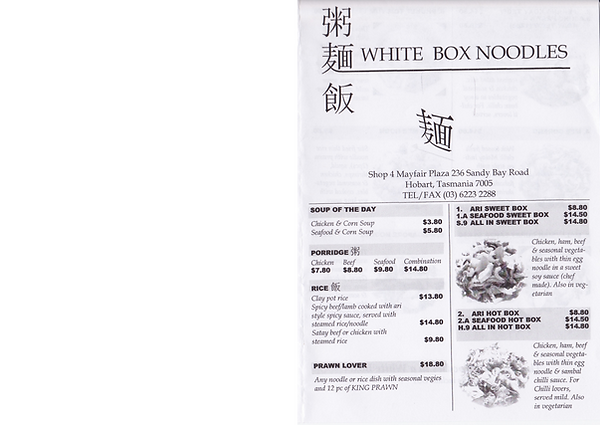 粥
麺 WHITE BOX NOODLES
飯
麺
Shop 4 Mayfair Plaza 236 Sandy Bay Road
Hobart, Tasmania 7005
TEL/ FAX (03) 6223 2288
SOUP OF THE DAY
Chicken & Corn Soup $3.80
Seafood & Corn Soup $5.80
PORRIDGE 粥
Chicken Beef Seafood Combination
$7.80 $8.80 $9.80 $14.80
RICE 飯
Clay pot rice $13.80
Spicy beef/lamb cooked with ari
style spicy sauce, served with
steamed rice/noodle $14.80
Satay beef or chicken with
steamed rice $9.80
PRAWN LOVER $18.80
Any noodle or rice dish with seasonal vegies
and 12 pc of KING PRAWN
1. ARI SWEET BOX $8.80
1.A SEAFOOD SWEET BOX $14.50
S.9 ALL IN SWEET BOX $14.80
Chicken, ham, beef
& seasonal vegeta-
bles with thin egg
noodle in a sweet
soy sauce (chef
made). Also in veg-
etarian
2. ARI HOT BOX $8.80
2.A SEAFOOD HOT BOX $14.50
H.9 ALL IN HOT BOX $14.80
Chicken, ham, beef
& seasonal vegeta-
bles with thin egg
noodle & sambal
chilli sauce. For
Chilli lovers,
served mild. Also
in vegetarian